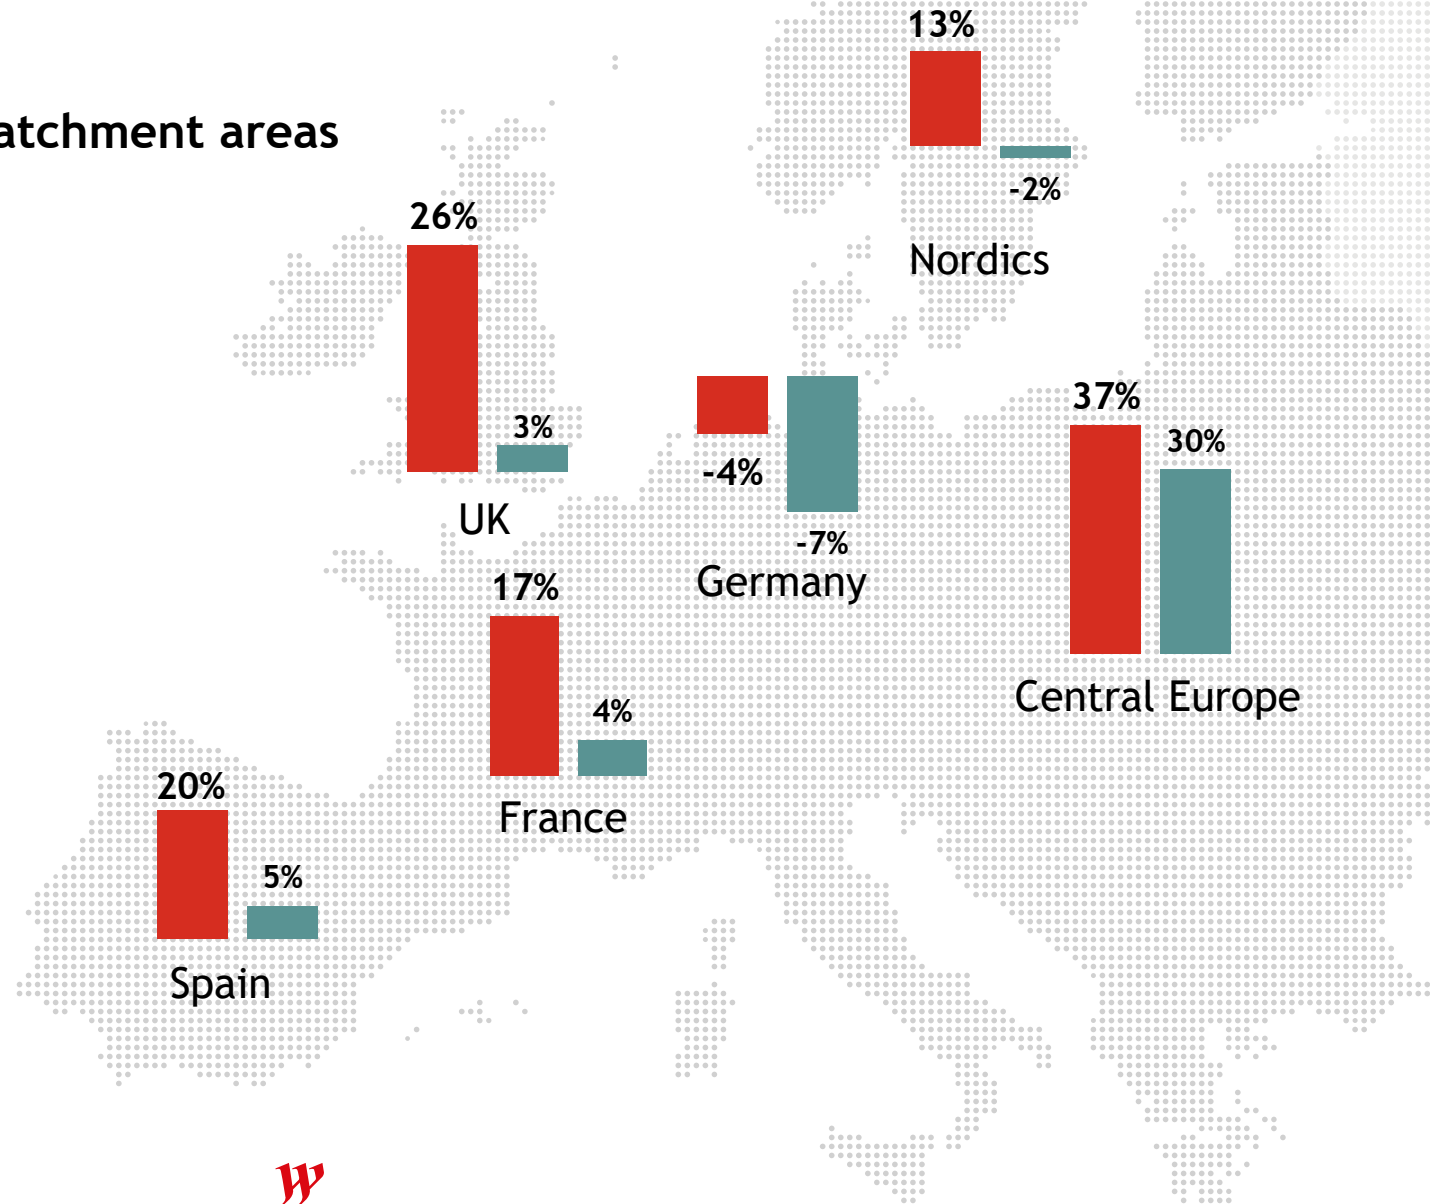 13%
atchment areas
-2%
26%
Nordics
37%
3%
30%
-4%
UK
-7%
17%
Germany
Central Europe
4%
20%
France
5%
Spain